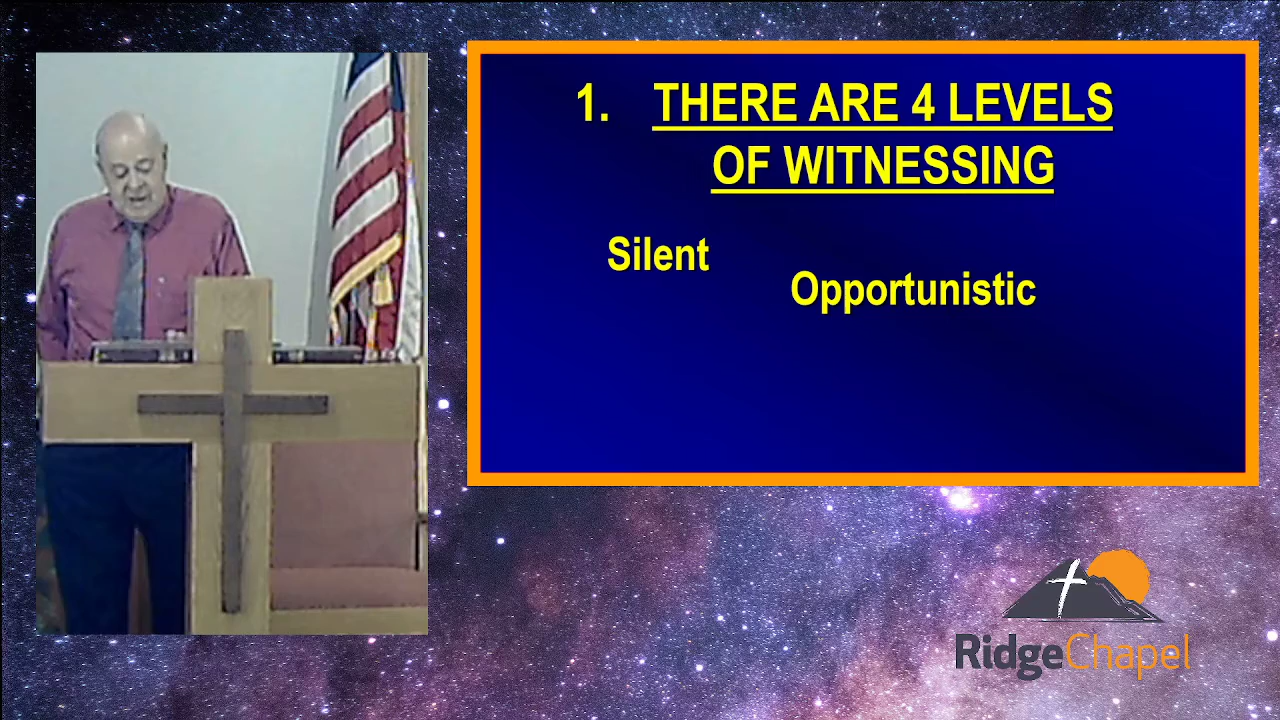 1. THERE ARE 4 LEVELS
OF WITNESSING
Silent
Opportunistic
RidgeChapel